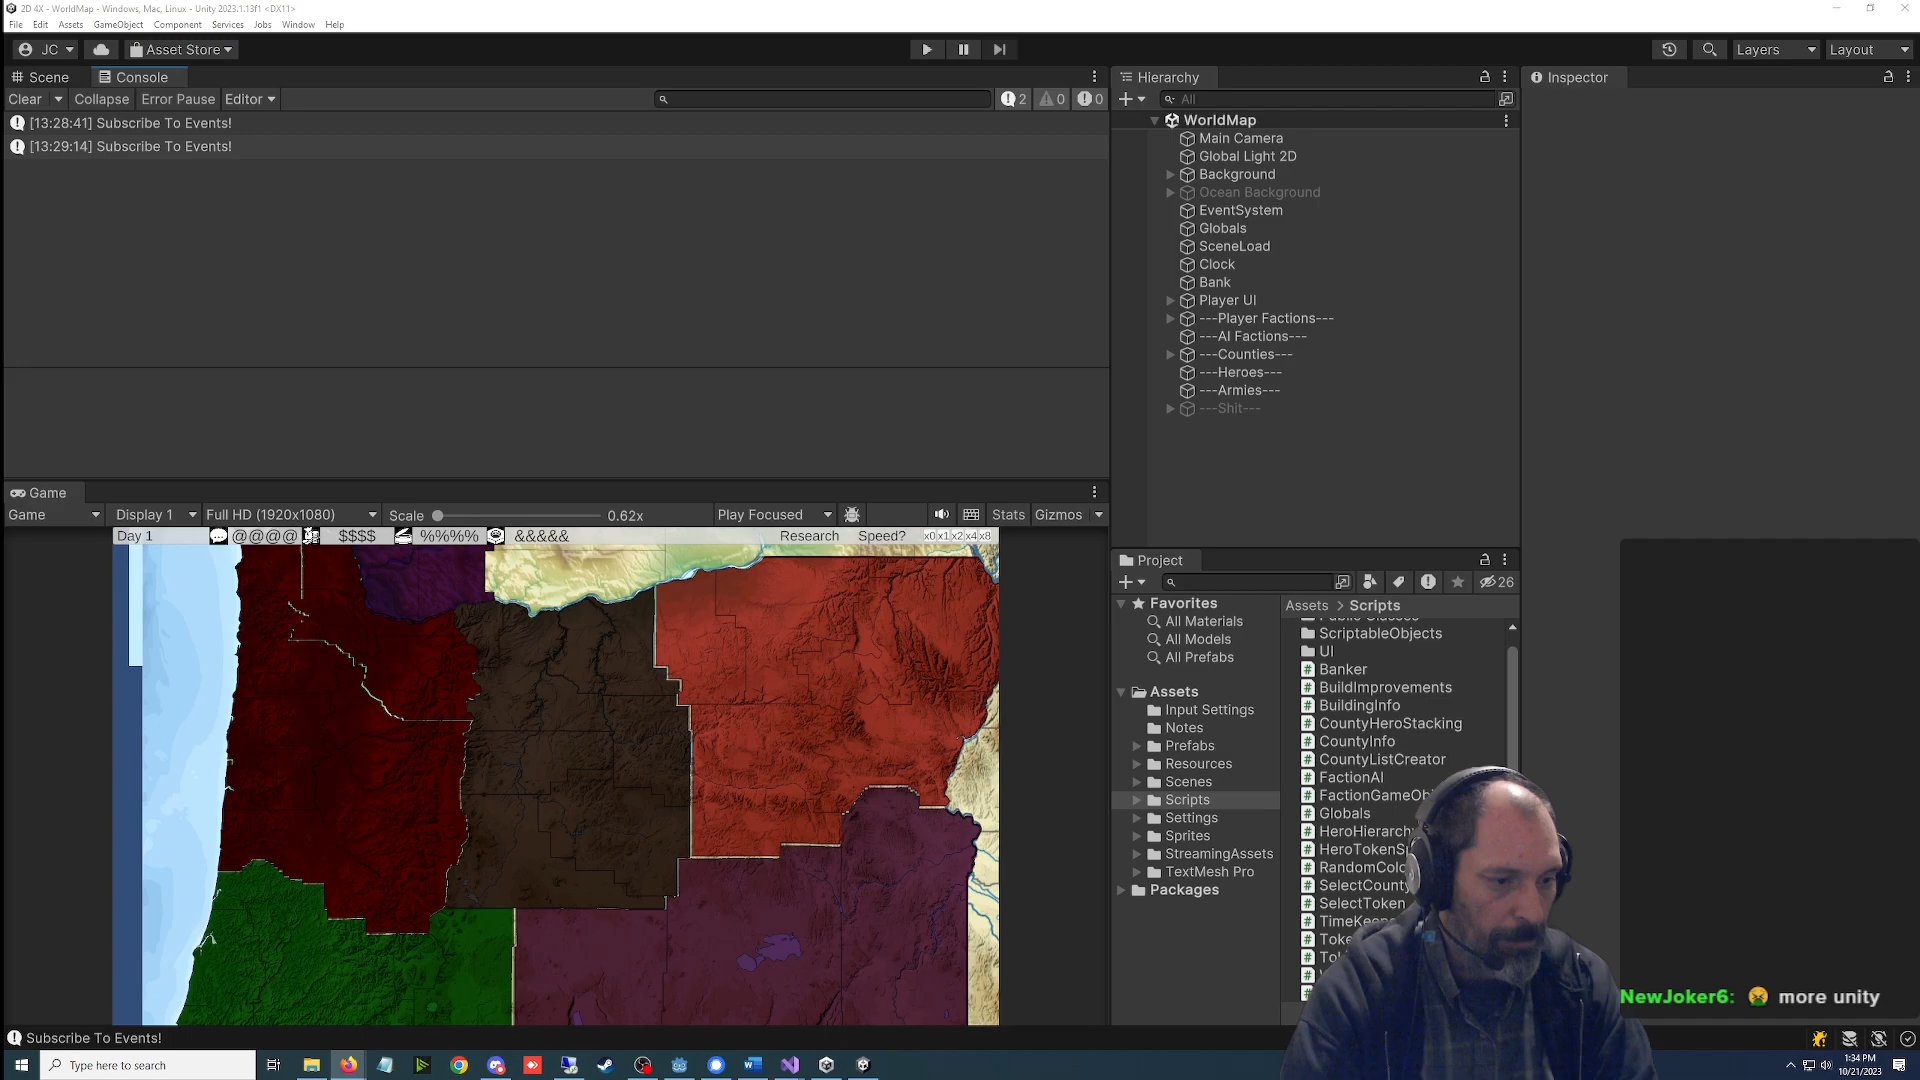 2D 4X - WorldMap - Windows, Mac, Linux - Unity 2023.1.13f1 <DX11>
File Edit Assets GameObject Component Services Jobs Window Help
JC Asset Store Layers Layout
Scene Console
Clear Collapse Error Pause Editor 2 0 0
[13:28:41] Subscribe To Events!
[13:29:14] Subscribe To Events!
Hierarchy
All
WorldMap
Main Camera
Global Light 2D
Background
Ocean Background
EventSystem
Globals
SceneLoad
Clock
Bank
Player UI
---Player Factions---
---AI Factions---
---Counties---
---Heroes---
---Armies---
---Shit---
Inspector
Game
Game Display 1 Full HD (1920x1080) Scale 0.62x Play Focused Stats Gizmos
Day 1 @@@@ $$$$ %%%% &&&&& Research Speed? x0 x1 x2 x4 x8
Project
26
Favorites
All Materials
All Models
All Prefabs
Assets
Input Settings
Notes
Prefabs
Resources
Scenes
Scripts
Settings
Sprites
StreamingAssets
TextMesh Pro
Packages
Assets > Scripts
ScriptableObjects
UI
Banker
BuildImprovements
BuildingInfo
CountyHeroStacking
CountyInfo
CountyListCreator
FactionAI
FactionGameOb
Globals
HeroHierarchy
HeroTokenS
RandomColo
SelectCounty
SelectToken
TimeKeepe
Toke
NewJoker6: more unity
Subscribe To Events!
Type here to search
1:34 PM
10/21/2023